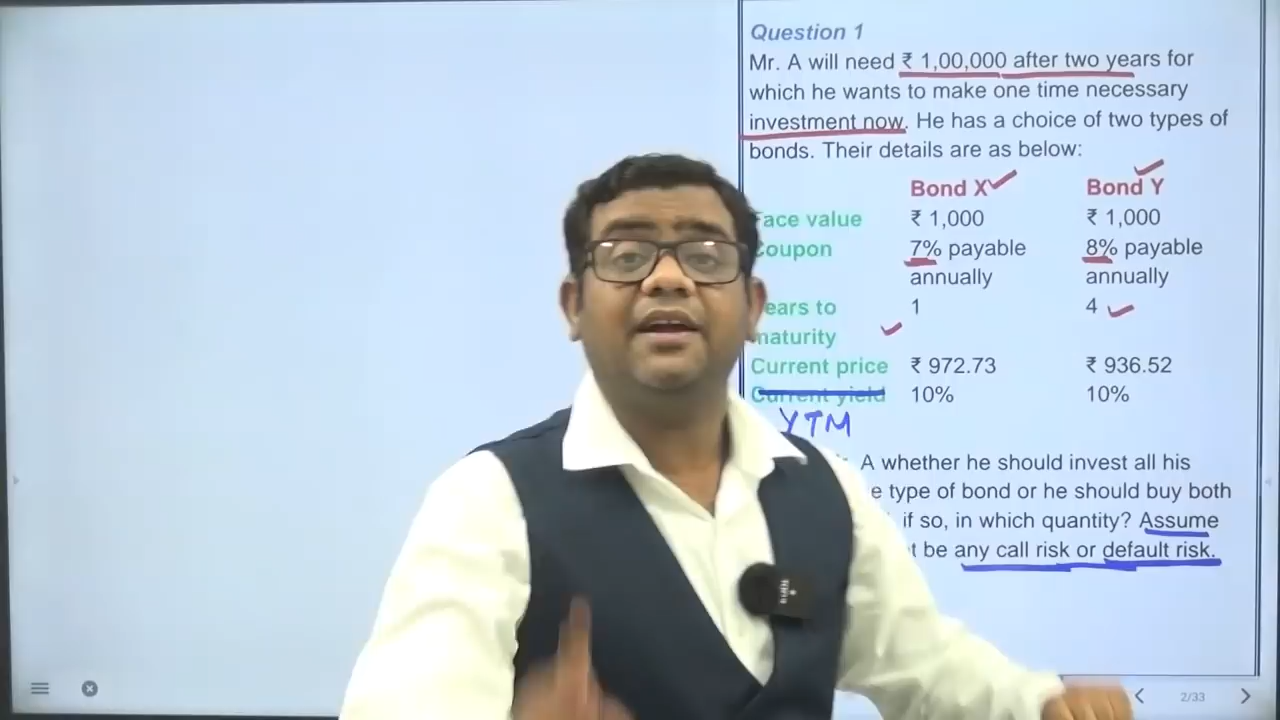 Question 1
Mr. A will need ₹ 1,00,000 after two years for
which he wants to make one time necessary
investment now. He has a choice of two types of
bonds. Their details are as below:
Bond X Bond Y
ace value ₹ 1,000 ₹ 1,000
oupon 7% payable 8% payable
annually annually
ears to 1 4
maturity
Current price ₹ 972.73 ₹ 936.52
Current yield 10% 10%
YTM
A whether he should invest all his
e type of bond or he should buy both
if so, in which quantity? Assume
t be any call risk or default risk.
2/33